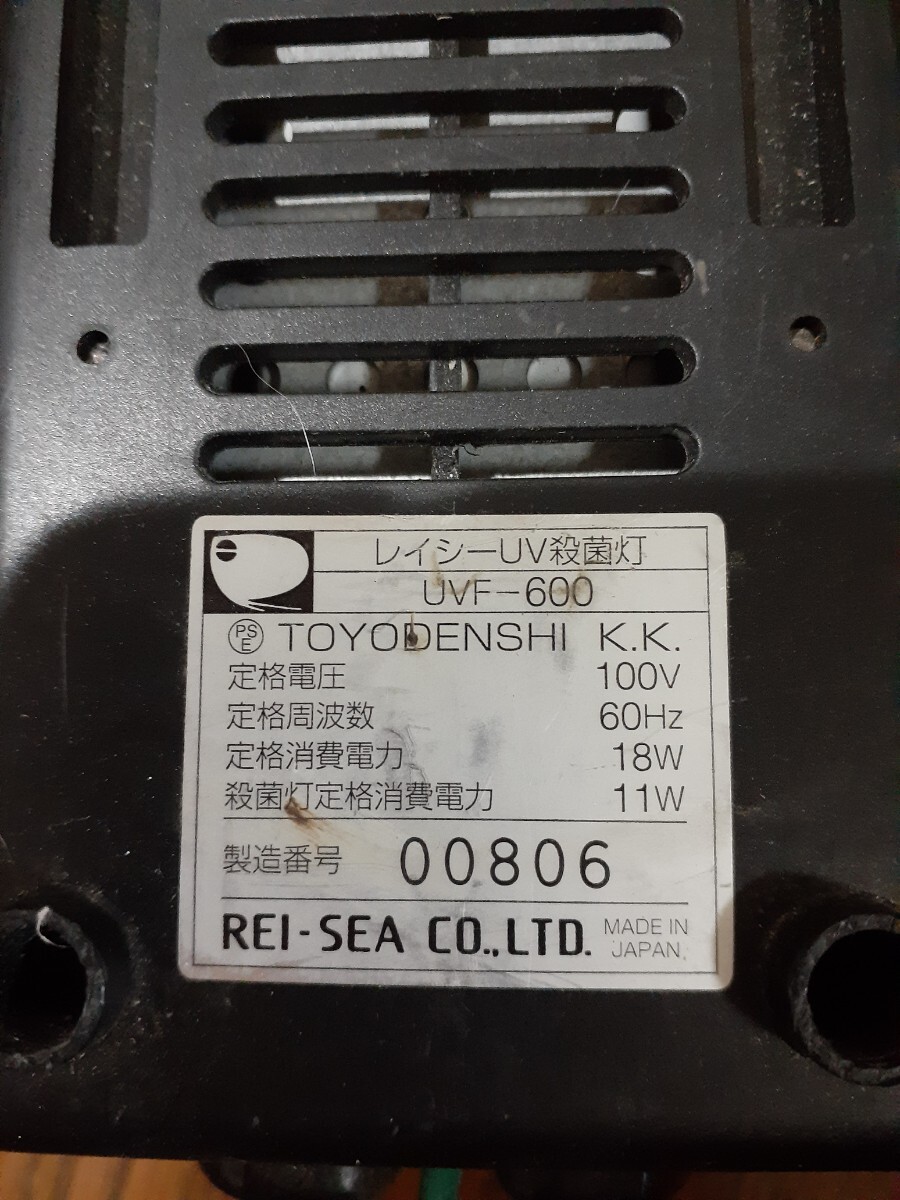 レイシーUV殺菌灯
UVF-600
PSE TOYODENSHI K.K.
定格電圧 100V
定格周波数 60Hz
定格消費電力 18W
殺菌灯定格消費電力 11W
製造番号 00806
REI-SEA CO.,LTD. MADE IN JAPAN.